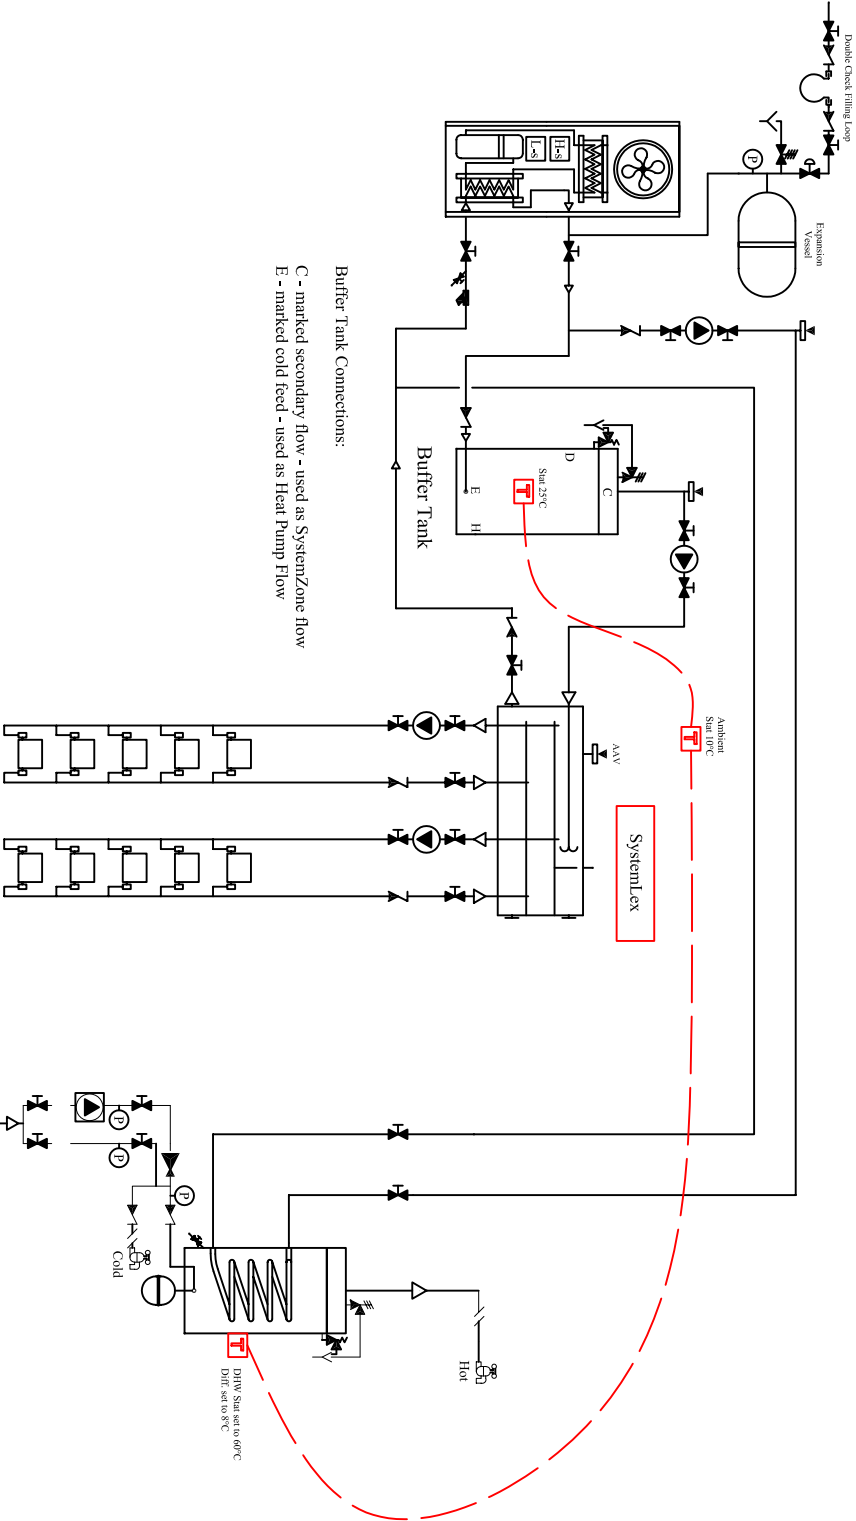 Double Check Filling Loop
P
Expansion
Vessel
H-s
L-s
Buffer Tank Connections:
C - marked secondary flow - used as SystemZone flow
E - marked cold feed - used as Heat Pump Flow
Buffer Tank
C
D
E
H
Stat 25°C
T
Ambient
Stat 10°C
T
AAV
SystemLex
P
P
P
Cold
Hot
T
DHW Stat set to 60°C
Diff. set to 8°C